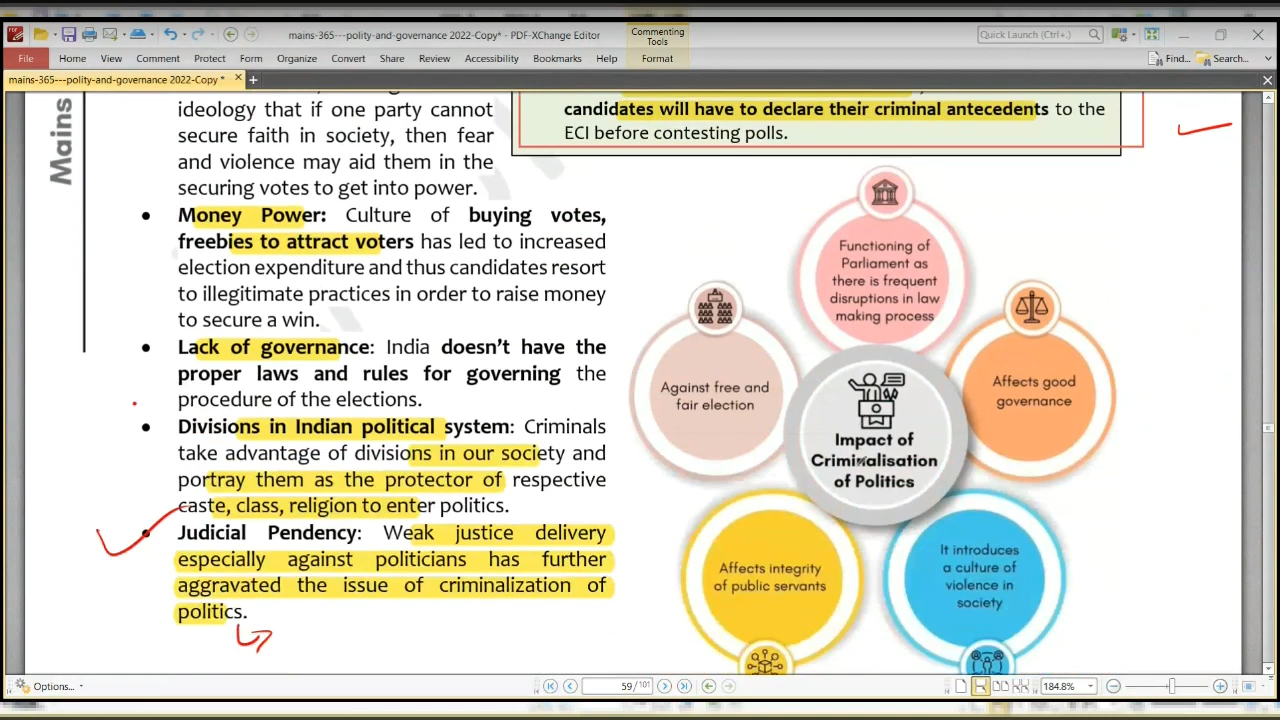 mains-365---polity-and-governance 2022-Copy* - PDF-XChange Editor
Commenting
Tools
Quick Launch (Ctrl+.)
File
Home
View
Comment
Protect
Form
Organize
Convert
Share
Review
Accessibility
Bookmarks
Help
Format
Find...
Search...
mains-365---polity-and-governance 2022-Copy *
Mains
ideology that if one party cannot
secure faith in society, then fear
and violence may aid them in the
securing votes to get into power.
• Money Power: Culture of buying votes,
freebies to attract voters has led to increased
election expenditure and thus candidates resort
to illegitimate practices in order to raise money
to secure a win.
• Lack of governance: India doesn't have the
proper laws and rules for governing the
procedure of the elections.
• Divisions in Indian political system: Criminals
take advantage of divisions in our society and
portray them as the protector of respective
caste, class, religion to enter politics.
• Judicial Pendency: Weak justice delivery
especially against politicians has further
aggravated the issue of criminalization of
politics.
candidates will have to declare their criminal antecedents to the
ECI before contesting polls.
Functioning of
Parliament as
there is frequent
disruptions in law
making process
Against free and
fair election
Affects good
governance
Impact of
Criminalisation
of Politics
Affects integrity
of public servants
It introduces
a culture of
violence in
society
Options...
59 / 101
184.8%